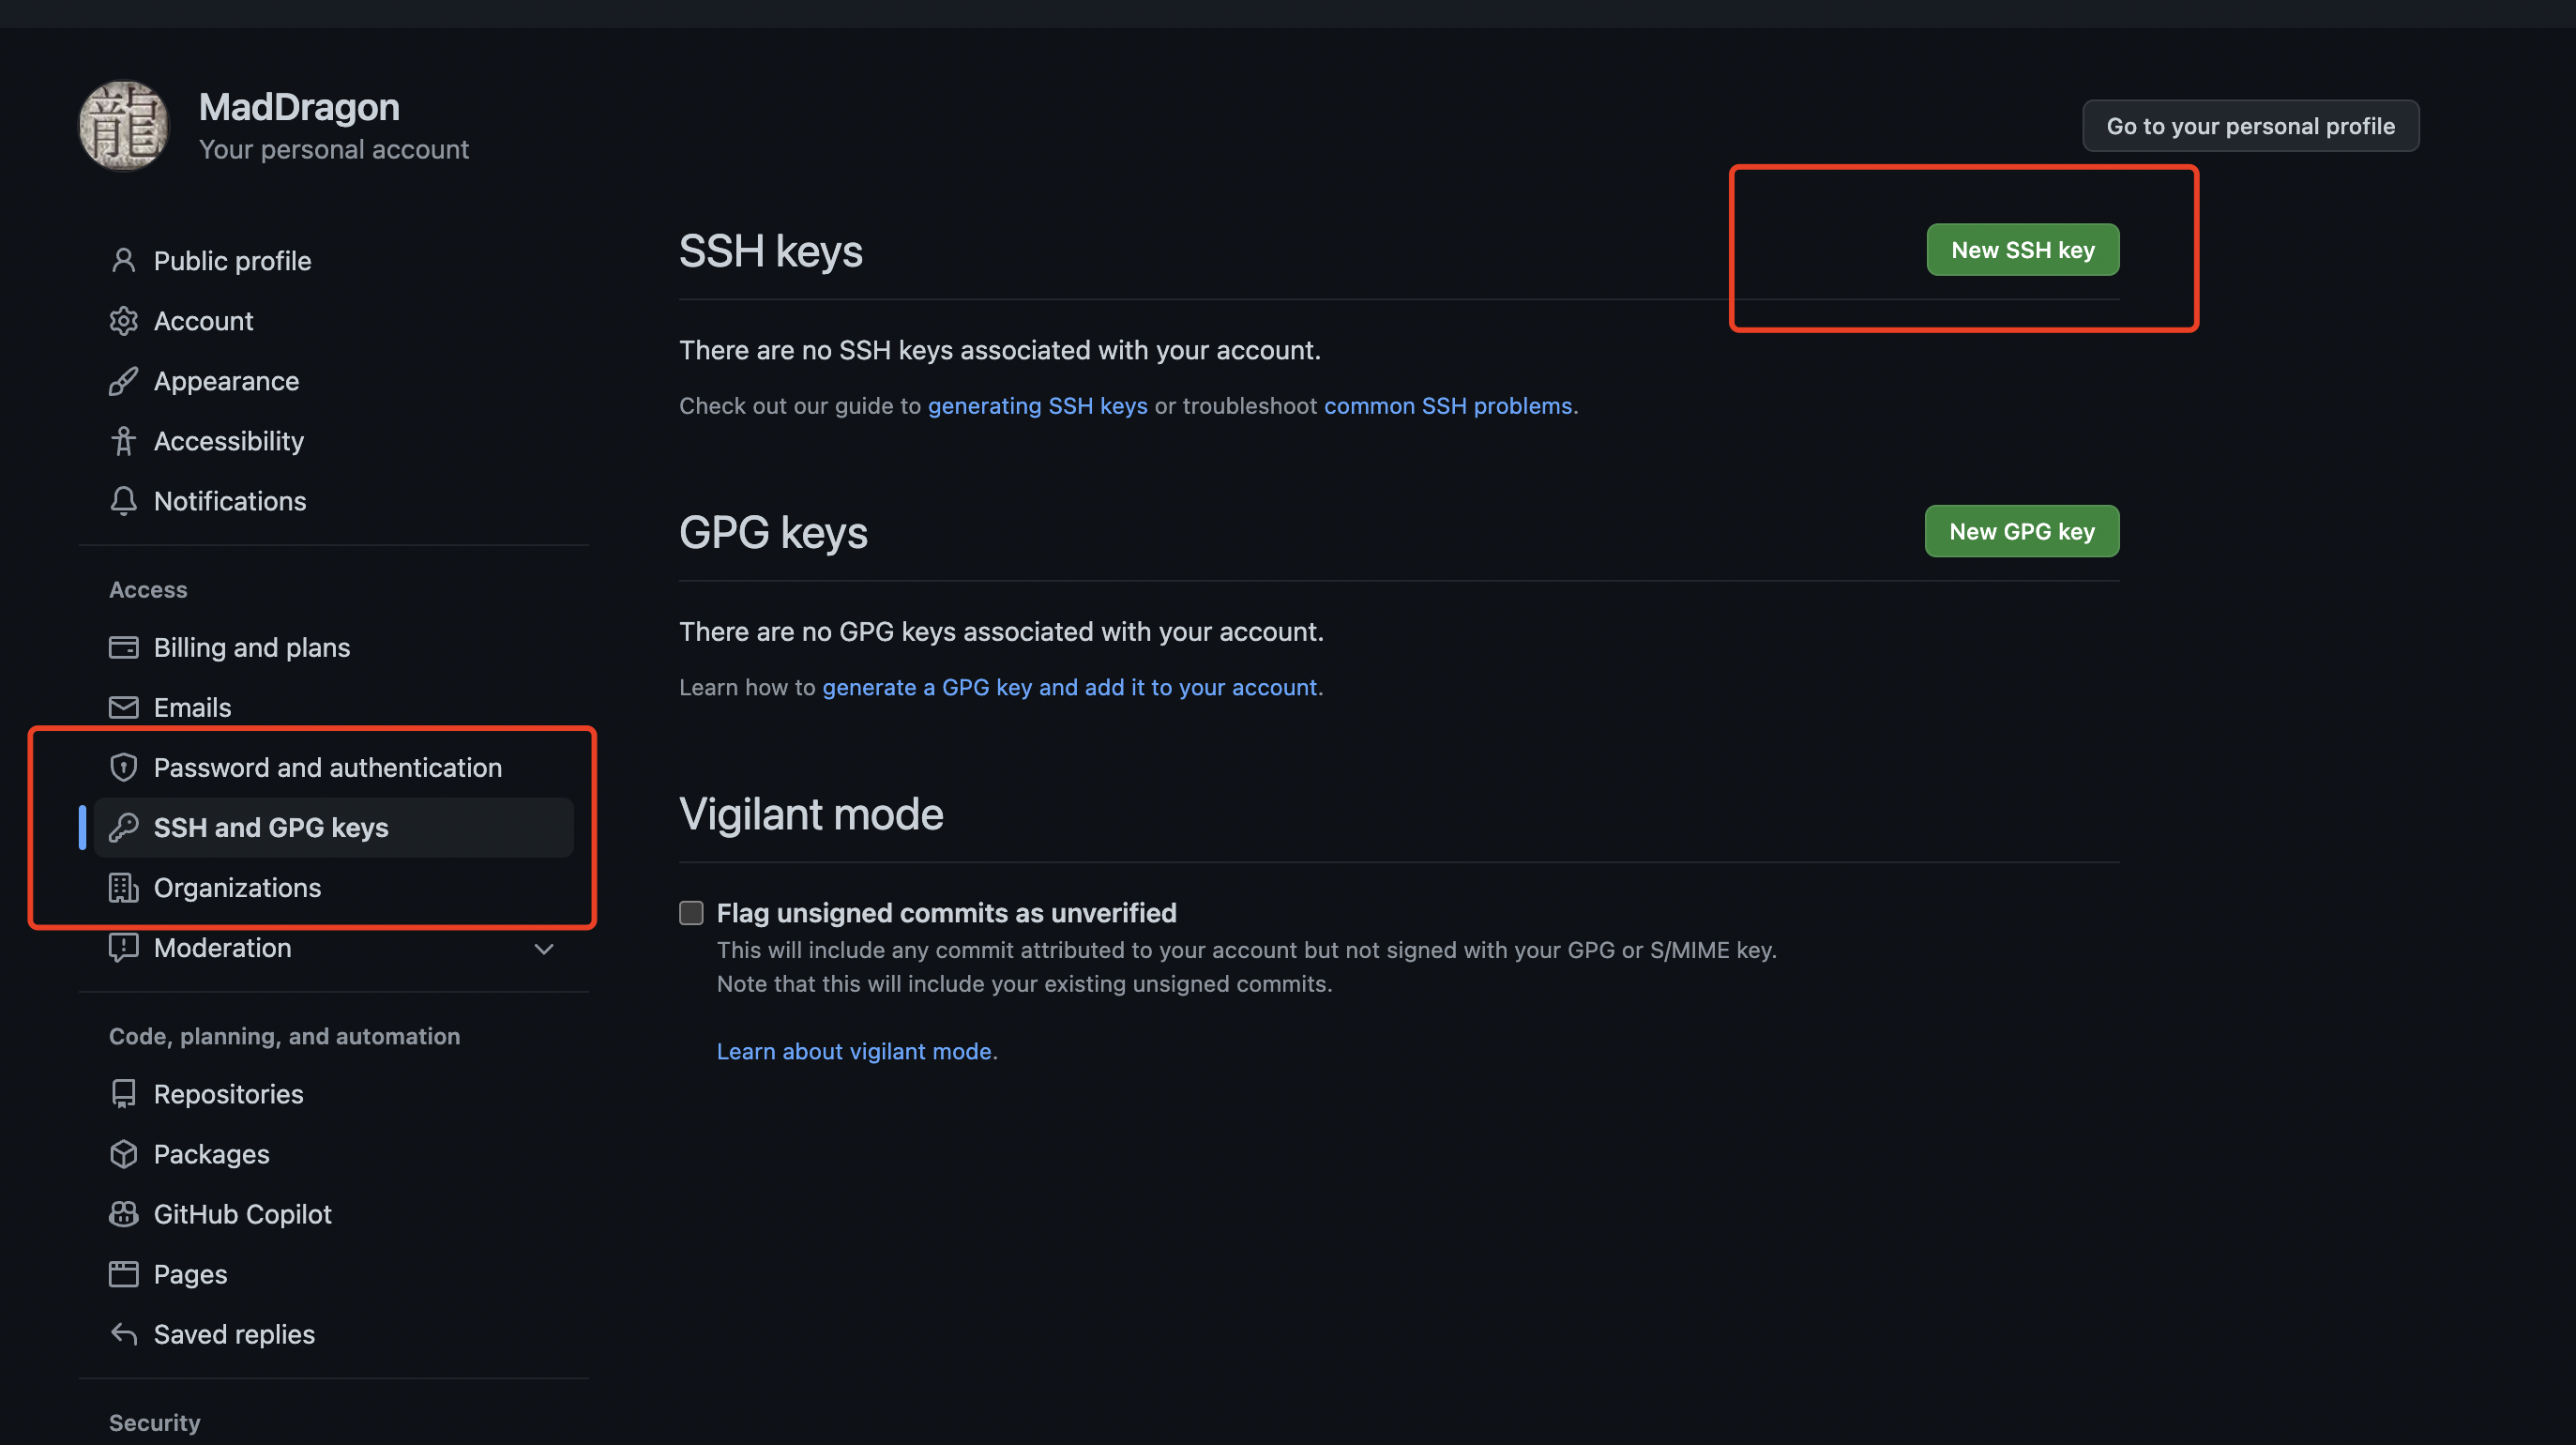 龍
MadDragon
Your personal account
Go to your personal profile
Public profile
Account
Appearance
Accessibility
Notifications
Access
Billing and plans
Emails
Password and authentication
SSH and GPG keys
Organizations
Moderation
Code, planning, and automation
Repositories
Packages
GitHub Copilot
Pages
Saved replies
Security
SSH keys
New SSH key
There are no SSH keys associated with your account.
Check out our guide to generating SSH keys or troubleshoot common SSH problems.
GPG keys
New GPG key
There are no GPG keys associated with your account.
Learn how to generate a GPG key and add it to your account.
Vigilant mode
Flag unsigned commits as unverified
This will include any commit attributed to your account but not signed with your GPG or S/MIME key.
Note that this will include your existing unsigned commits.
Learn about vigilant mode.